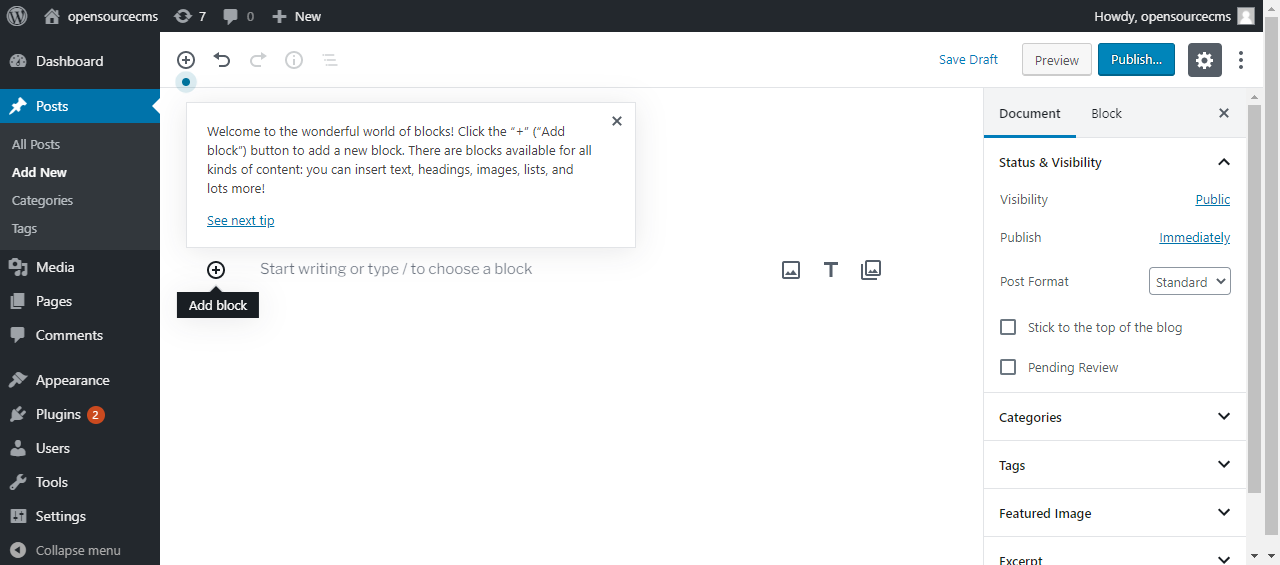 opensourcecms 7 0 New Howdy, opensourcecms
Dashboard
Posts
All Posts
Add New
Categories
Tags
Media
Pages
Comments
Appearance
Plugins 2
Users
Tools
Settings
Collapse menu
Save Draft Preview Publish...
Welcome to the wonderful world of blocks! Click the “+” (“Add
block”) button to add a new block. There are blocks available for all
kinds of content: you can insert text, headings, images, lists, and
lots more!
See next tip
Start writing or type / to choose a block
Add block
Document Block
Status & Visibility
Visibility Public
Publish Immediately
Post Format Standard
Stick to the top of the blog
Pending Review
Categories
Tags
Featured Image
Excerpt